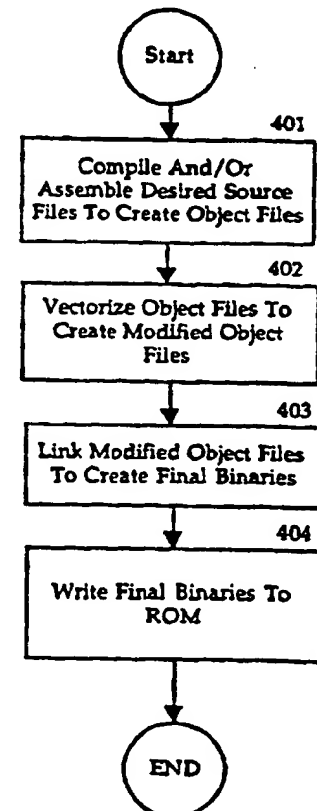 Start
401
Compile And/Or
Assemble Desired Source
Files To Create Object Files
402
Vectorize Object Files To
Create Modified Object
Files
403
Link Modified Object Files
To Create Final Binaries
404
Write Final Binaries To
ROM
END